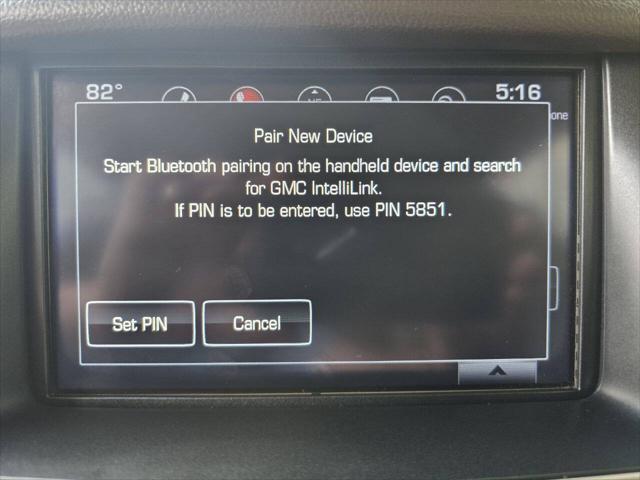 82° 5:16
Pair New Device
Start Bluetooth pairing on the handheld device and search
for GMC IntelliLink.
If PIN is to be entered, use PIN 5851.
Set PIN Cancel